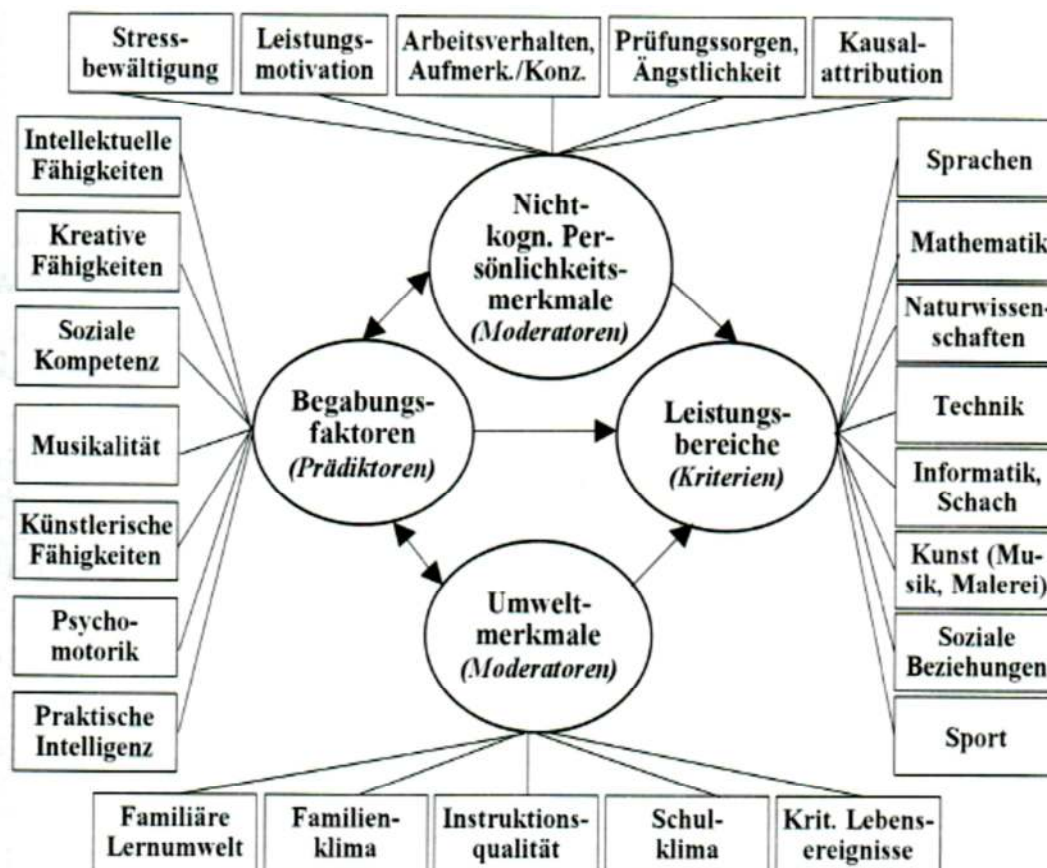 Stress-
bewältigung
Leistungs-
motivation
Arbeitsverhalten,
Aufmerk./Konz.
Prüfungssorgen,
Ängstlichkeit
Kausal-
attribution
Intellektuelle
Fähigkeiten
Kreative
Fähigkeiten
Soziale
Kompetenz
Musikalität
Künstlerische
Fähigkeiten
Psycho-
motorik
Praktische
Intelligenz
Nicht-
kogn. Per-
sönlichkeits-
merkmale
(Moderatoren)
Begabungs-
faktoren
(Prädiktoren)
Leistungs-
bereiche
(Kriterien)
Umwelt-
merkmale
(Moderatoren)
Sprachen
Mathematik
Naturwissen-
schaften
Technik
Informatik,
Schach
Kunst (Mu-
sik, Malerei)
Soziale
Beziehungen
Sport
Familiäre
Lernumwelt
Familien-
klima
Instruktions-
qualität
Schul-
klima
Krit. Lebens-
ereignisse